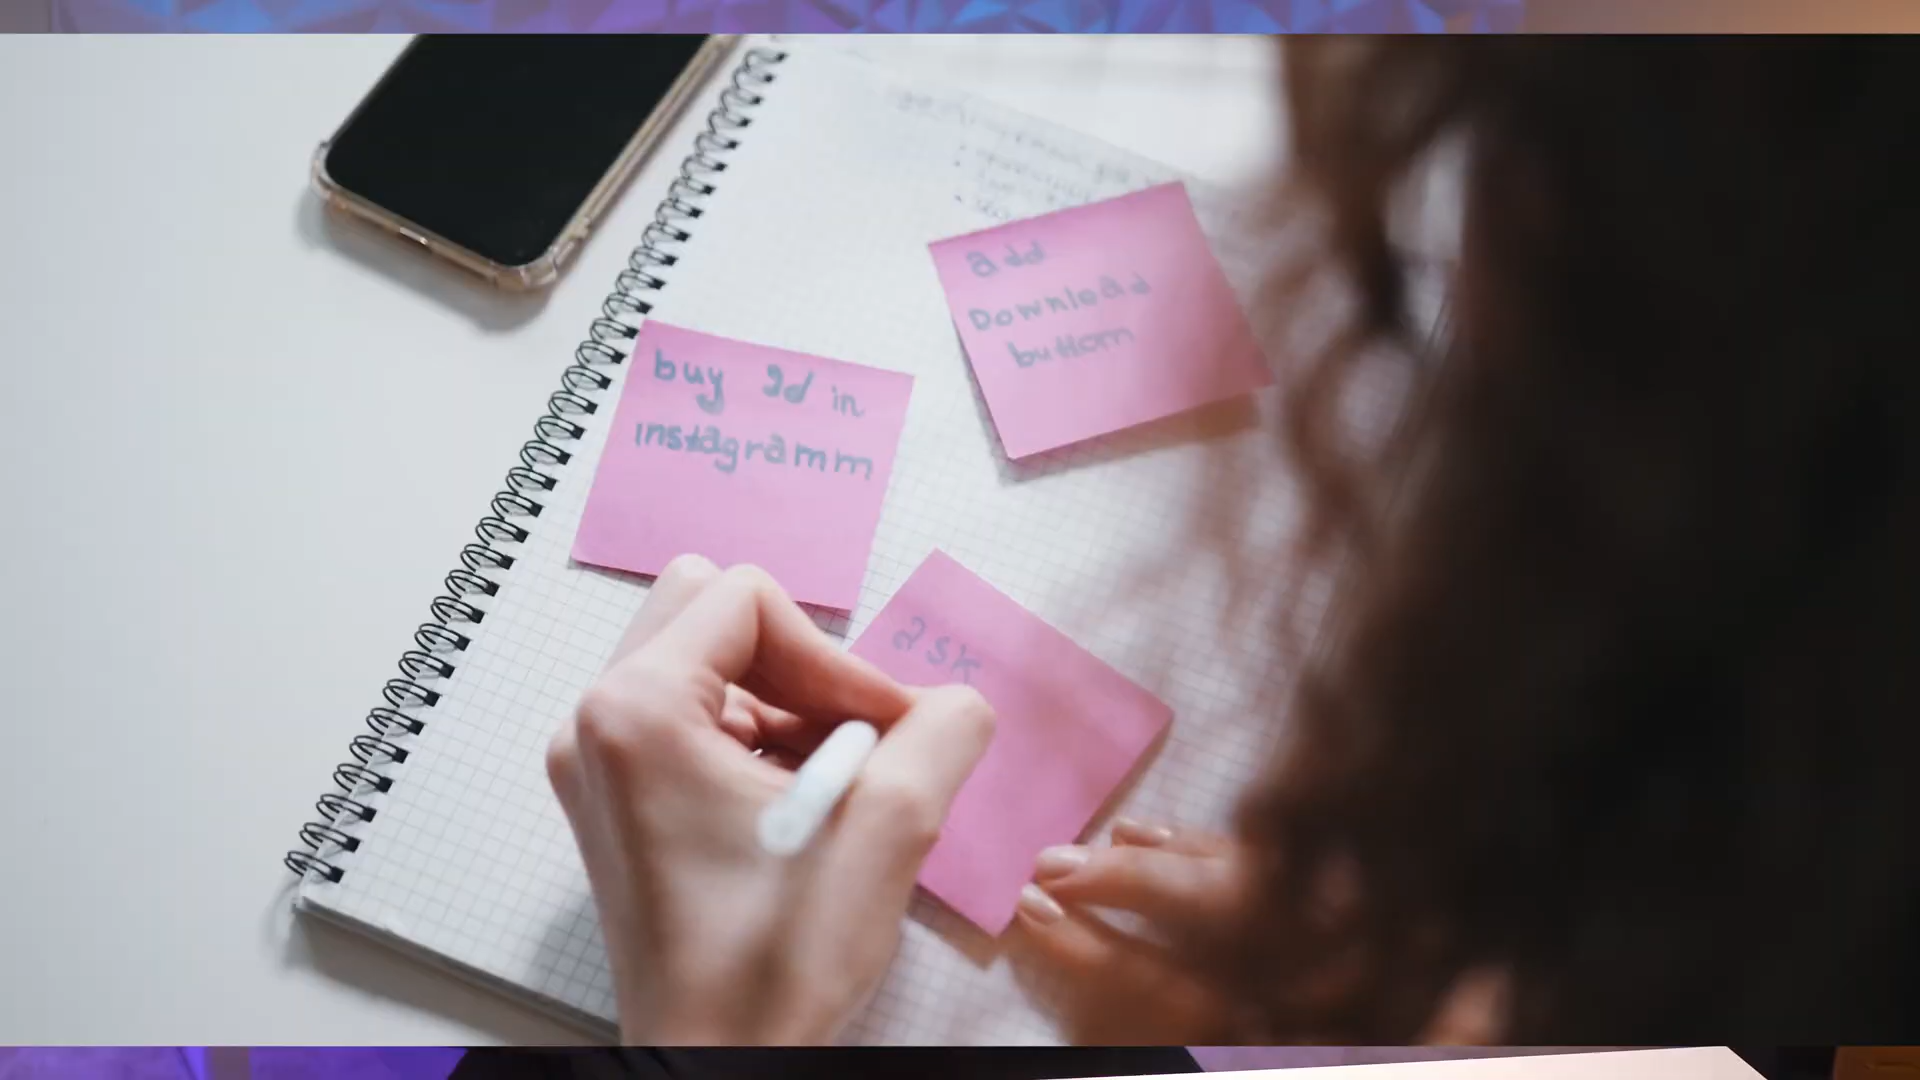 buy ad in
instagramm
add
Download
buttom
ask